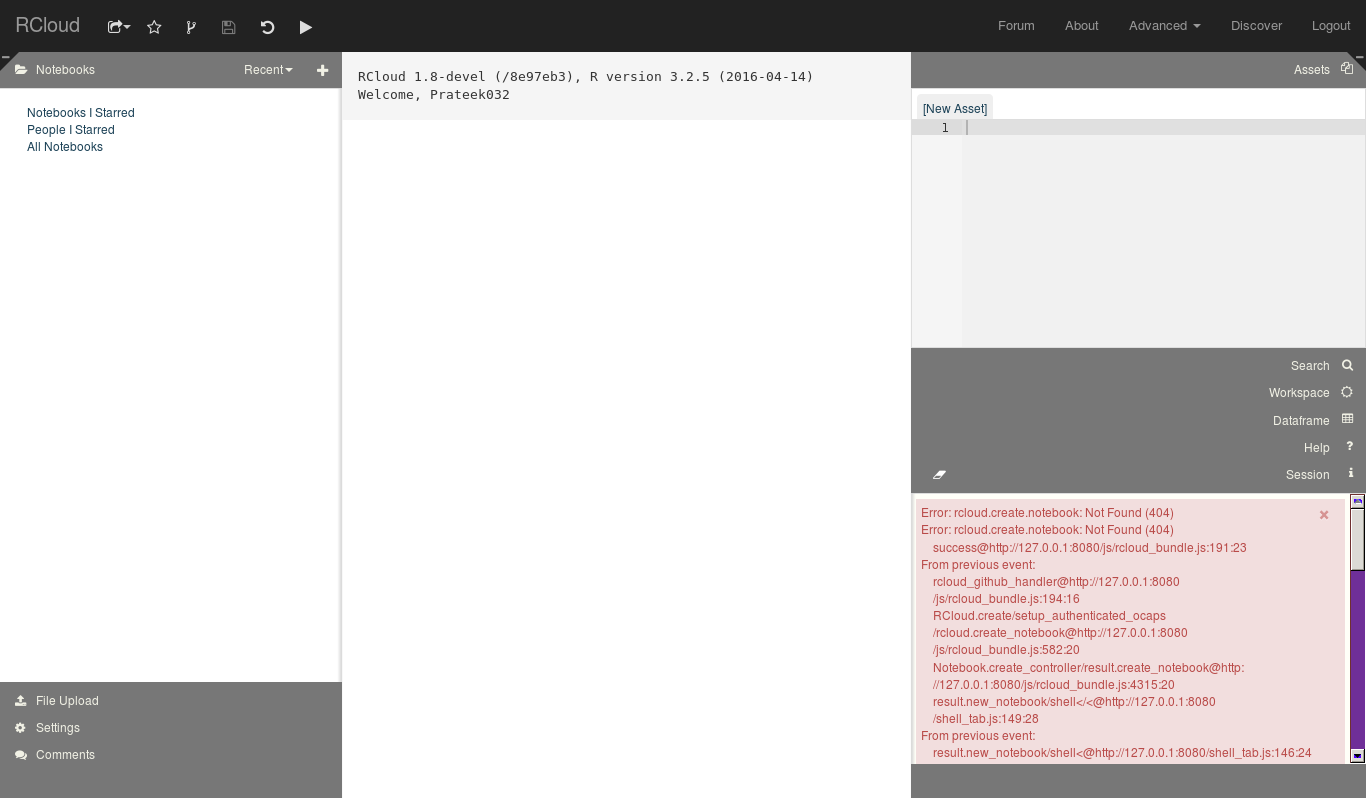 RCloud
Forum
About
Advanced
Discover
Logout
Notebooks
Recent
Notebooks I Starred
People I Starred
All Notebooks
File Upload
Settings
Comments
RCloud 1.8-devel (/8e97eb3), R version 3.2.5 (2016-04-14)
Welcome, Prateek032
Assets
[New Asset]
1
Search
Workspace
Dataframe
Help
Session
Error: rcloud.create.notebook: Not Found (404)
Error: rcloud.create.notebook: Not Found (404)
success@http://127.0.0.1:8080/js/rcloud_bundle.js:191:23
From previous event:
rcloud_github_handler@http://127.0.0.1:8080
/js/rcloud_bundle.js:194:16
RCloud.create/setup_authenticated_ocaps
/rcloud.create_notebook@http://127.0.0.1:8080
/js/rcloud_bundle.js:582:20
Notebook.create_controller/result.create_notebook@http:
//127.0.0.1:8080/js/rcloud_bundle.js:4315:20
result.new_notebook/shell</<@http://127.0.0.1:8080
/shell_tab.js:149:28
From previous event:
result.new_notebook/shell<@http://127.0.0.1:8080/shell_tab.js:146:24